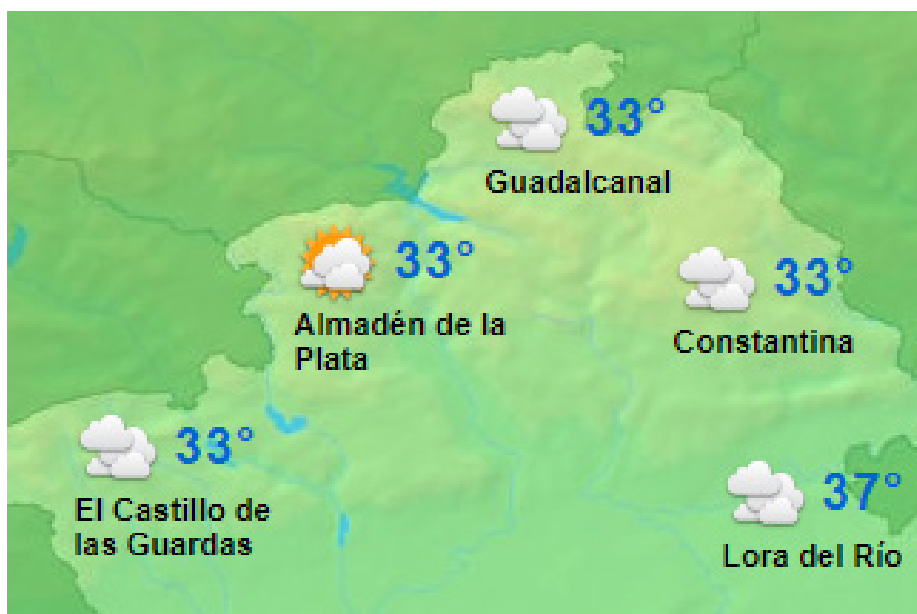 33°
Guadalcanal
33°
Almadén de la
Plata
33°
Constantina
33°
El Castillo de
las Guardas
37°
Lora del Río